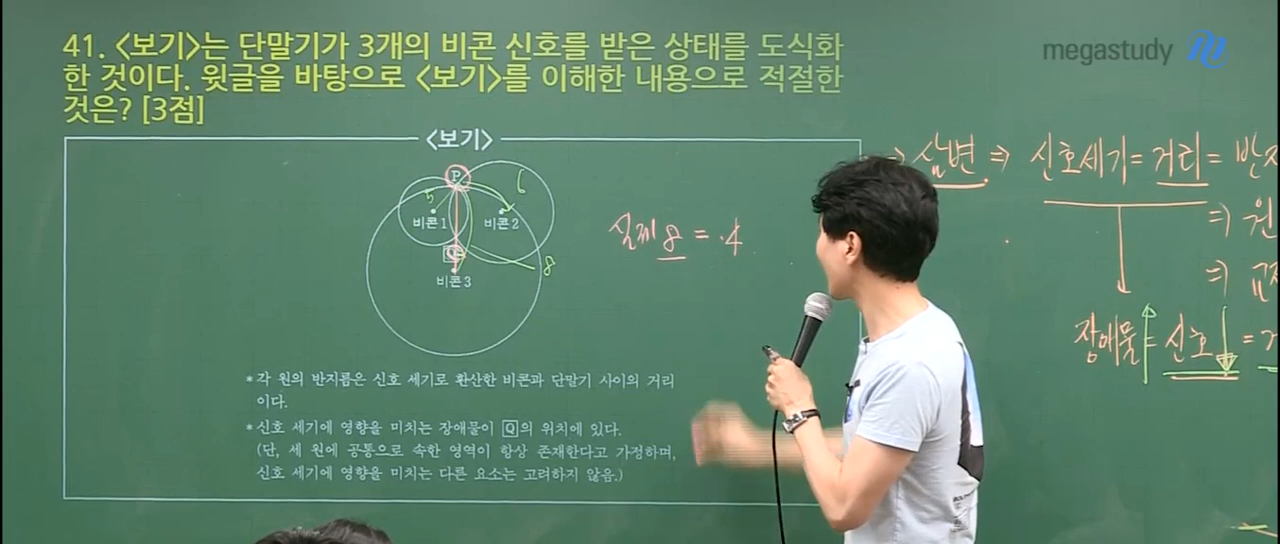 41. <보기>는 단말기가 3개의 비콘 신호를 받은 상태를 도식화
한 것이다. 윗글을 바탕으로 <보기>를 이해한 내용으로 적절한
것은? [3점]
megastudy
<보기>
P
5
6
비콘1
비콘2
Q
8
비콘3
실제 8 = .4
*각 원의 반지름은 신호 세기로 환산한 비콘과 단말기 사이의 거리
이다.
*신호 세기에 영향을 미치는 장애물이 Q의 위치에 있다.
(단, 세 원에 공통으로 속한 영역이 항상 존재한다고 가정하며,
신호 세기에 영향을 미치는 다른 요소는 고려하지 않음.)
⇒ 삼변 ⇒ 신호세기 = 거리 =
⇒ 원
⇒
장애물 = 신호 ↓ =